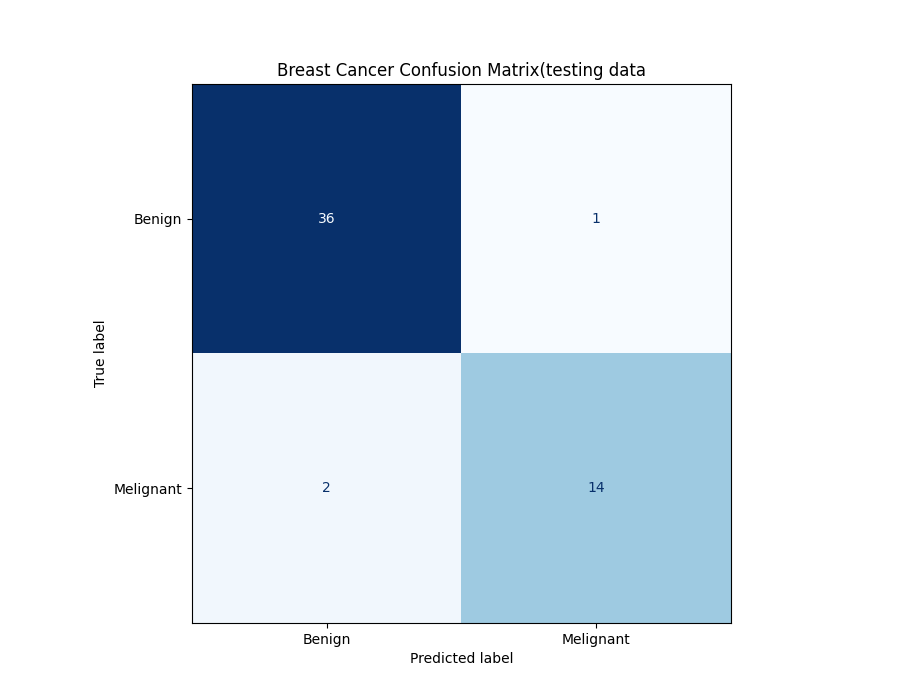 Breast Cancer Confusion Matrix(testing data
Benign
36
1
True label
Melignant
2
14
Benign
Melignant
Predicted label